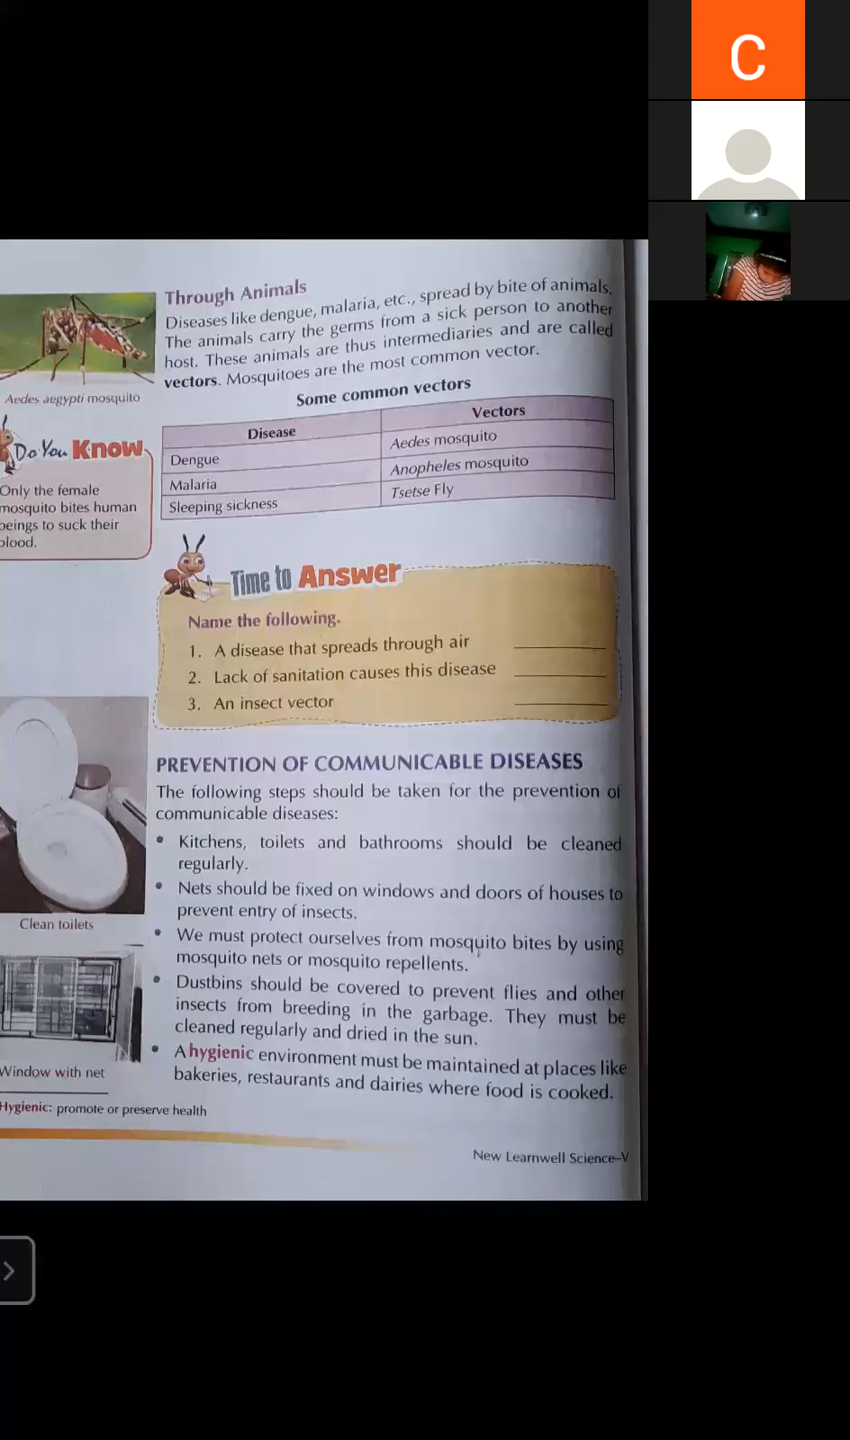 C
Through Animals
Diseases like dengue, malaria, etc., spread by bite of animals.
The animals carry the germs from a sick person to another
host. These animals are thus intermediaries and are called
vectors. Mosquitoes are the most common vector.
Aedes aegypti mosquito
Some common vectors
Disease Vectors
Dengue Aedes mosquito
Malaria Anopheles mosquito
Sleeping sickness Tsetse Fly
Do You Know
Only the female
mosquito bites human
beings to suck their
blood.
Time to Answer
Name the following.
1. A disease that spreads through air
2. Lack of sanitation causes this disease
3. An insect vector
PREVENTION OF COMMUNICABLE DISEASES
The following steps should be taken for the prevention of
communicable diseases:
• Kitchens, toilets and bathrooms should be cleaned
regularly.
• Nets should be fixed on windows and doors of houses to
prevent entry of insects.
• We must protect ourselves from mosquito bites by using
mosquito nets or mosquito repellents.
• Dustbins should be covered to prevent flies and other
insects from breeding in the garbage. They must be
cleaned regularly and dried in the sun.
• A hygienic environment must be maintained at places like
bakeries, restaurants and dairies where food is cooked.
Clean toilets
Window with net
Hygienic: promote or preserve health
New Learnwell Science–V